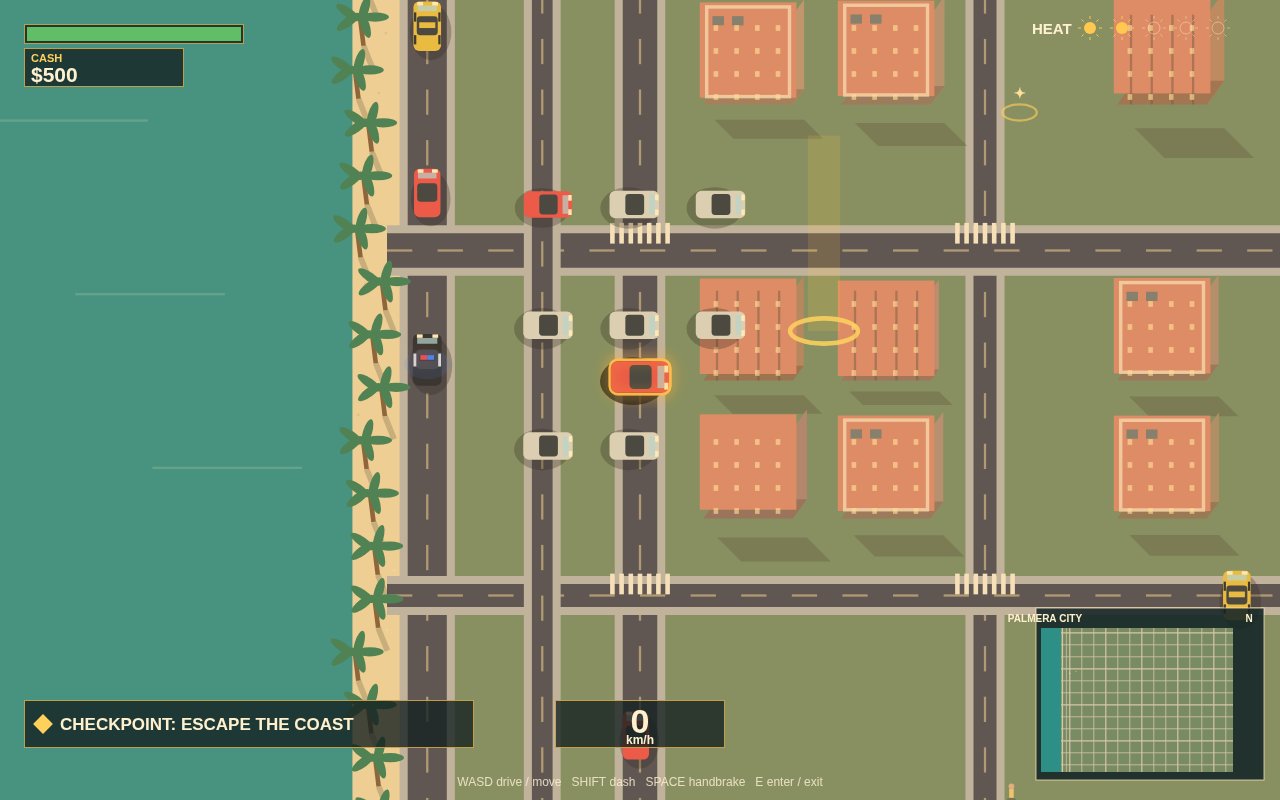 CASH
$500
HEAT
PALMERA CITY
N
CHECKPOINT: ESCAPE THE COAST
0
km/h
WASD drive / move SHIFT dash SPACE handbrake E enter / exit